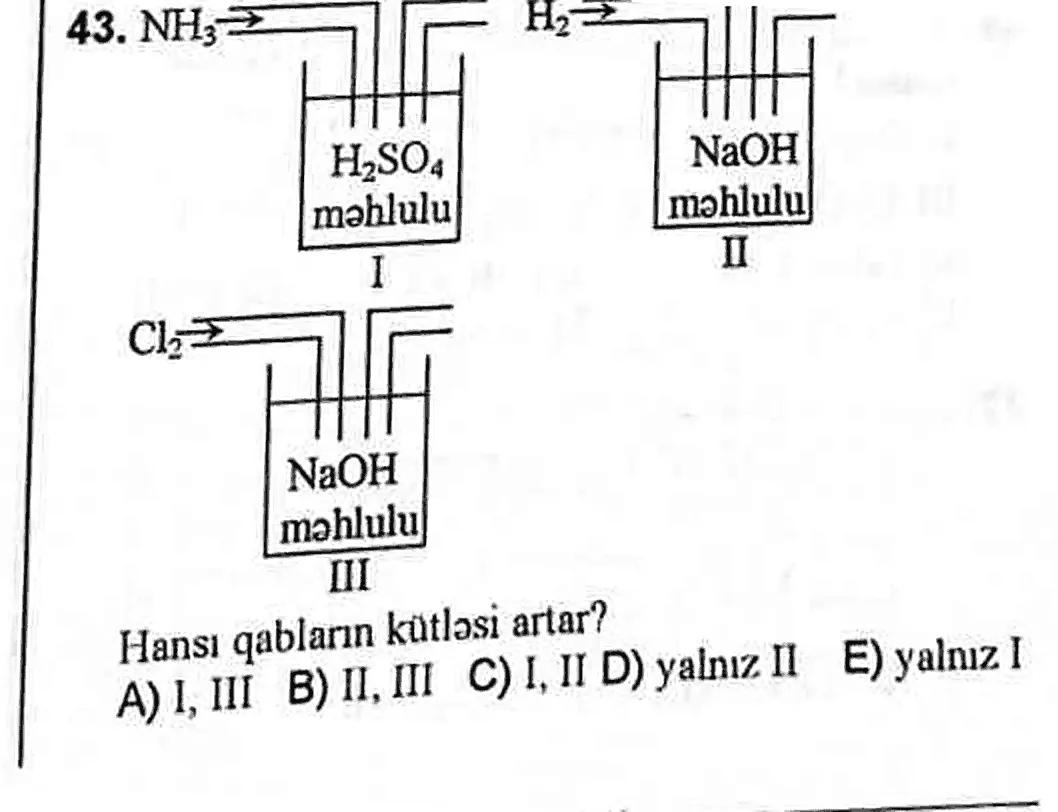 43. NH₃ H₂
H₂SO₄ məhlulu
I
NaOH məhlulu
II
Cl₂
NaOH
məhlulu
III
Hansı qabların kütləsi artar?
A) I, III B) II, III C) I, II D) yalnız II E) yalnız I